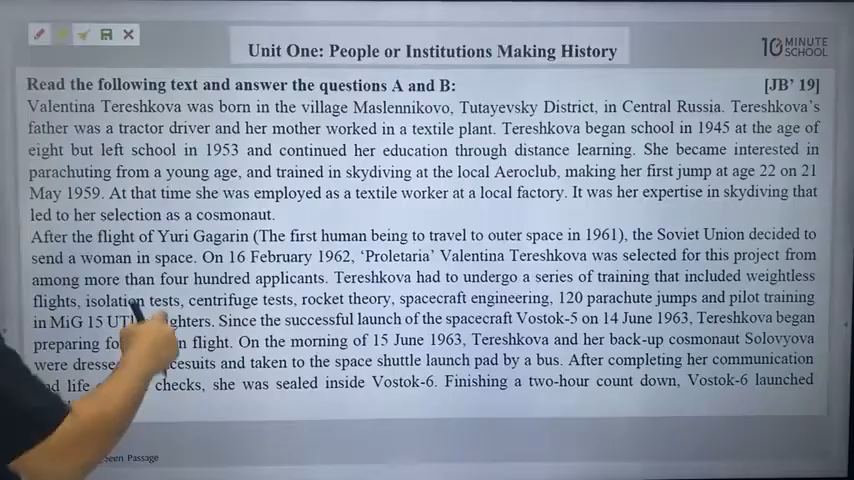 Unit One: People or Institutions Making History
10 MINUTE
SCHOOL
Read the following text and answer the questions A and B: [JB' 19]
Valentina Tereshkova was born in the village Maslennikovo, Tutayevsky District, in Central Russia. Tereshkova's
father was a tractor driver and her mother worked in a textile plant. Tereshkova began school in 1945 at the age of
eight but left school in 1953 and continued her education through distance learning. She became interested in
parachuting from a young age, and trained in skydiving at the local Aeroclub, making her first jump at age 22 on 21
May 1959. At that time she was employed as a textile worker at a local factory. It was her expertise in skydiving that
led to her selection as a cosmonaut.
After the flight of Yuri Gagarin (The first human being to travel to outer space in 1961), the Soviet Union decided to
send a woman in space. On 16 February 1962, 'Proletaria' Valentina Tereshkova was selected for this project from
among more than four hundred applicants. Tereshkova had to undergo a series of training that included weightless
flights, isolation tests, centrifuge tests, rocket theory, spacecraft engineering, 120 parachute jumps and pilot training
in MiG 15 UTI Since the successful launch of the spacecraft Vostok-5 on 14 June 1963, Tereshkova began
preparing flight. On the morning of 15 June 1963, Tereshkova and her back-up cosmonaut Solovyova
were and taken to the space shuttle launch pad by a bus. After completing her communication
life checks, she was sealed inside Vostok-6. Finishing a two-hour count down, Vostok-6 launched
Seen Passage